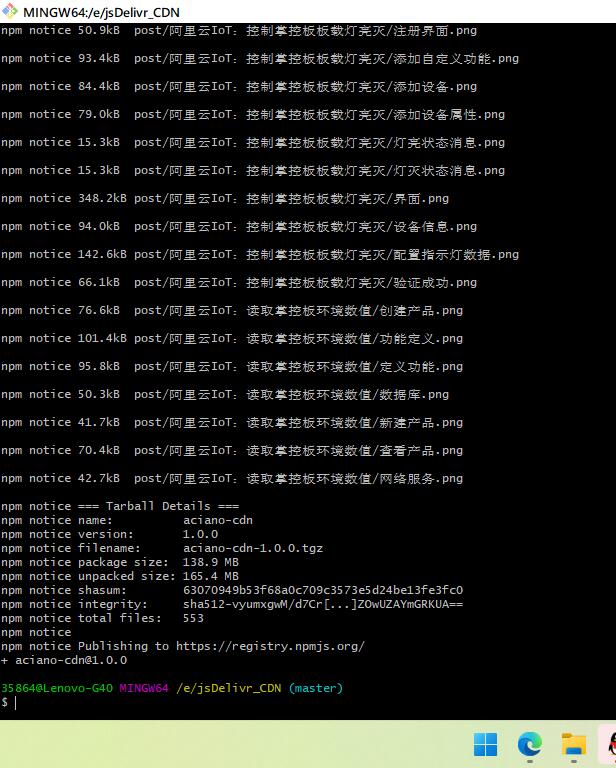 MINGW64:/e/jsDelivr_CDN
npm notice 50.9kB  post/阿里云IoT：控制掌控板板载灯亮灭/注册界面.png
npm notice 93.4kB  post/阿里云IoT：控制掌控板板载灯亮灭/添加自定义功能.png
npm notice 84.4kB  post/阿里云IoT：控制掌控板板载灯亮灭/添加设备.png
npm notice 79.0kB  post/阿里云IoT：控制掌控板板载灯亮灭/添加设备属性.png
npm notice 15.3kB  post/阿里云IoT：控制掌控板板载灯亮灭/灯亮状态消息.png
npm notice 15.3kB  post/阿里云IoT：控制掌控板板载灯亮灭/灯灭状态消息.png
npm notice 348.2kB post/阿里云IoT：控制掌控板板载灯亮灭/界面.png
npm notice 94.0kB  post/阿里云IoT：控制掌控板板载灯亮灭/设备信息.png
npm notice 142.6kB post/阿里云IoT：控制掌控板板载灯亮灭/配置指示灯数据.png
npm notice 66.1kB  post/阿里云IoT：控制掌控板板载灯亮灭/验证成功.png
npm notice 76.6kB  post/阿里云IoT：读取掌控板环境数值/创建产品.png
npm notice 101.4kB post/阿里云IoT：读取掌控板环境数值/功能定义.png
npm notice 95.8kB  post/阿里云IoT：读取掌控板环境数值/定义功能.png
npm notice 50.3kB  post/阿里云IoT：读取掌控板环境数值/数据库.png
npm notice 41.7kB  post/阿里云IoT：读取掌控板环境数值/新建产品.png
npm notice 70.4kB  post/阿里云IoT：读取掌控板环境数值/查看产品.png
npm notice 42.7kB  post/阿里云IoT：读取掌控板环境数值/网络服务.png
npm notice === Tarball Details ===
npm notice name:          aciano-cdn
npm notice version:       1.0.0
npm notice filename:      aciano-cdn-1.0.0.tgz
npm notice package size:  138.9 MB
npm notice unpacked size: 165.4 MB
npm notice shasum:        63070949b53f68a0c709c3573e5d24be13fe3fc0
npm notice integrity:     sha512-vyumxgwM/d7Cr[...]ZOwUZAYmGRKUA==
npm notice total files:   553
npm notice
npm notice Publishing to https://registry.npmjs.org/
+ aciano-cdn@1.0.0
35864@Lenovo-G40 MINGW64 /e/jsDelivr_CDN (master)
$